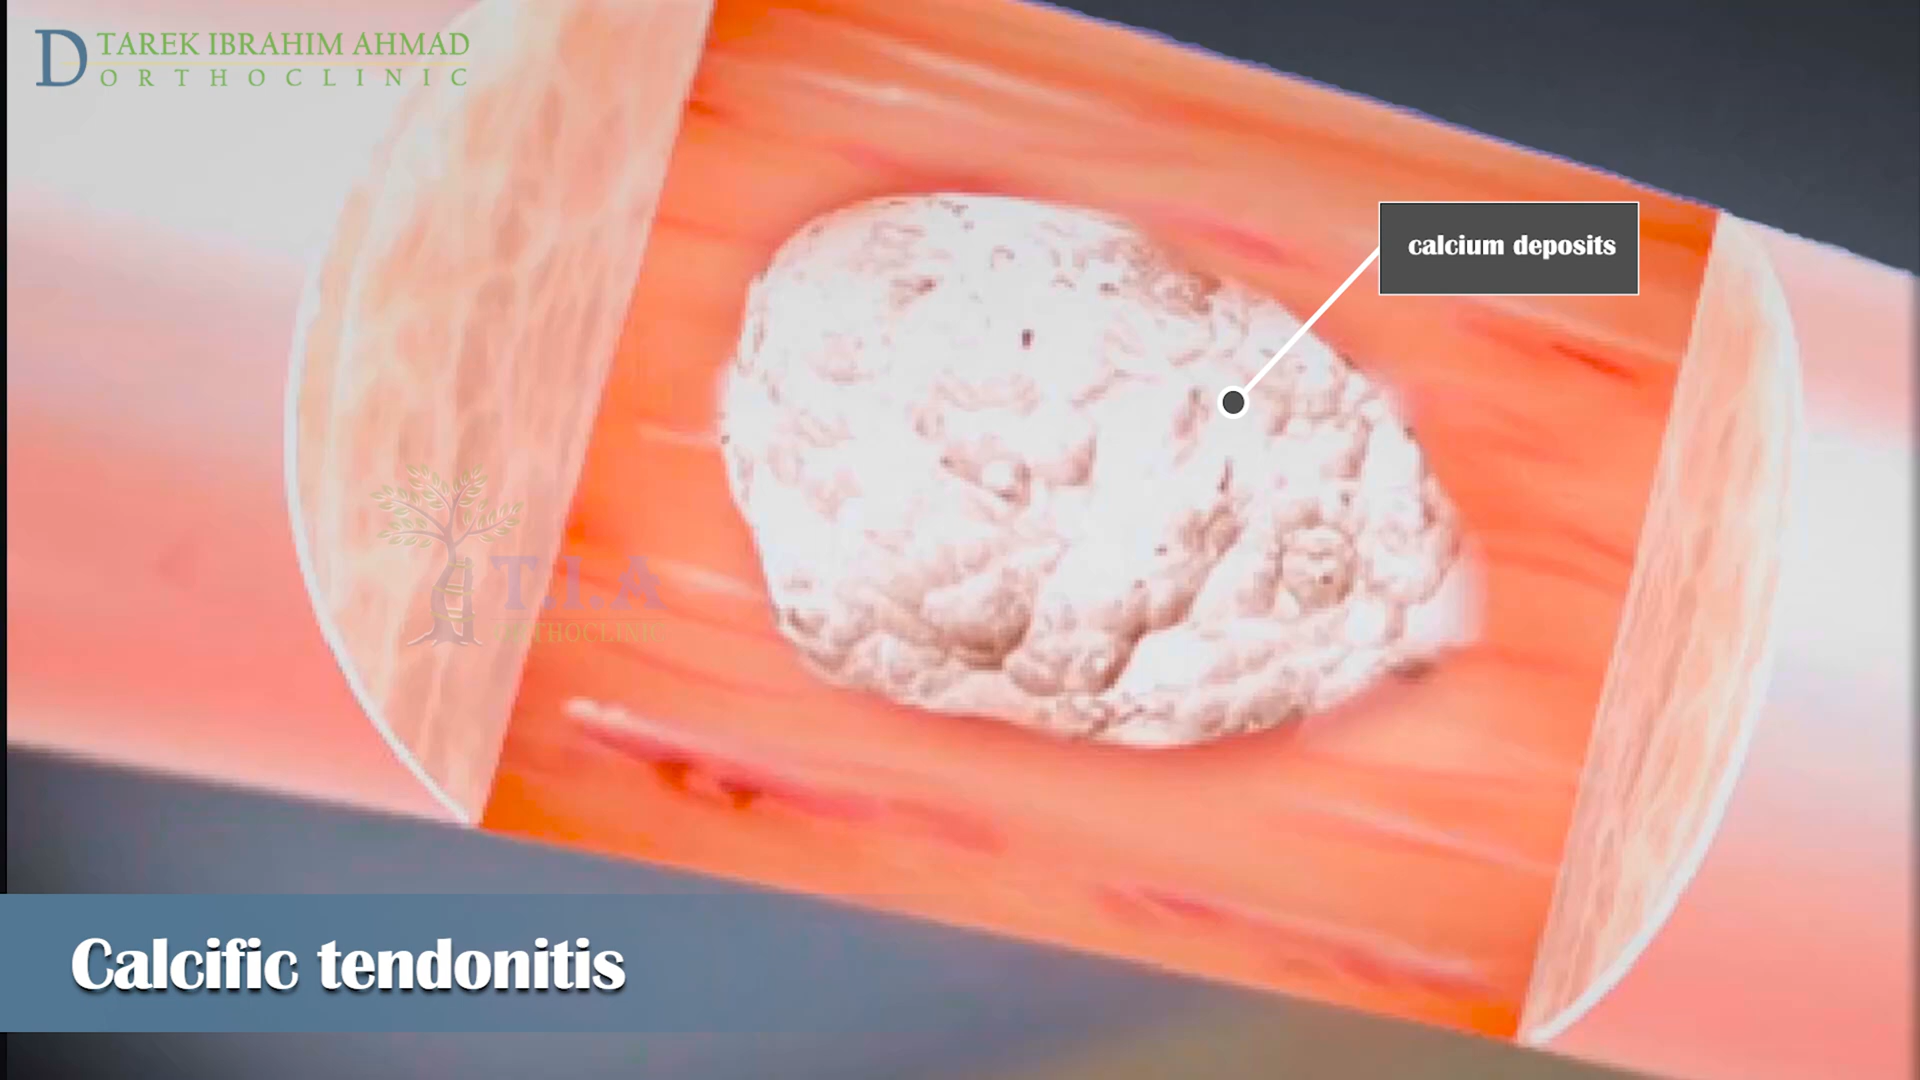 D TAREK IBRAHIM AHMAD
ORTHOCLINIC
calcium deposits
T.I.A
ORTHOCLINIC
Calcific tendonitis